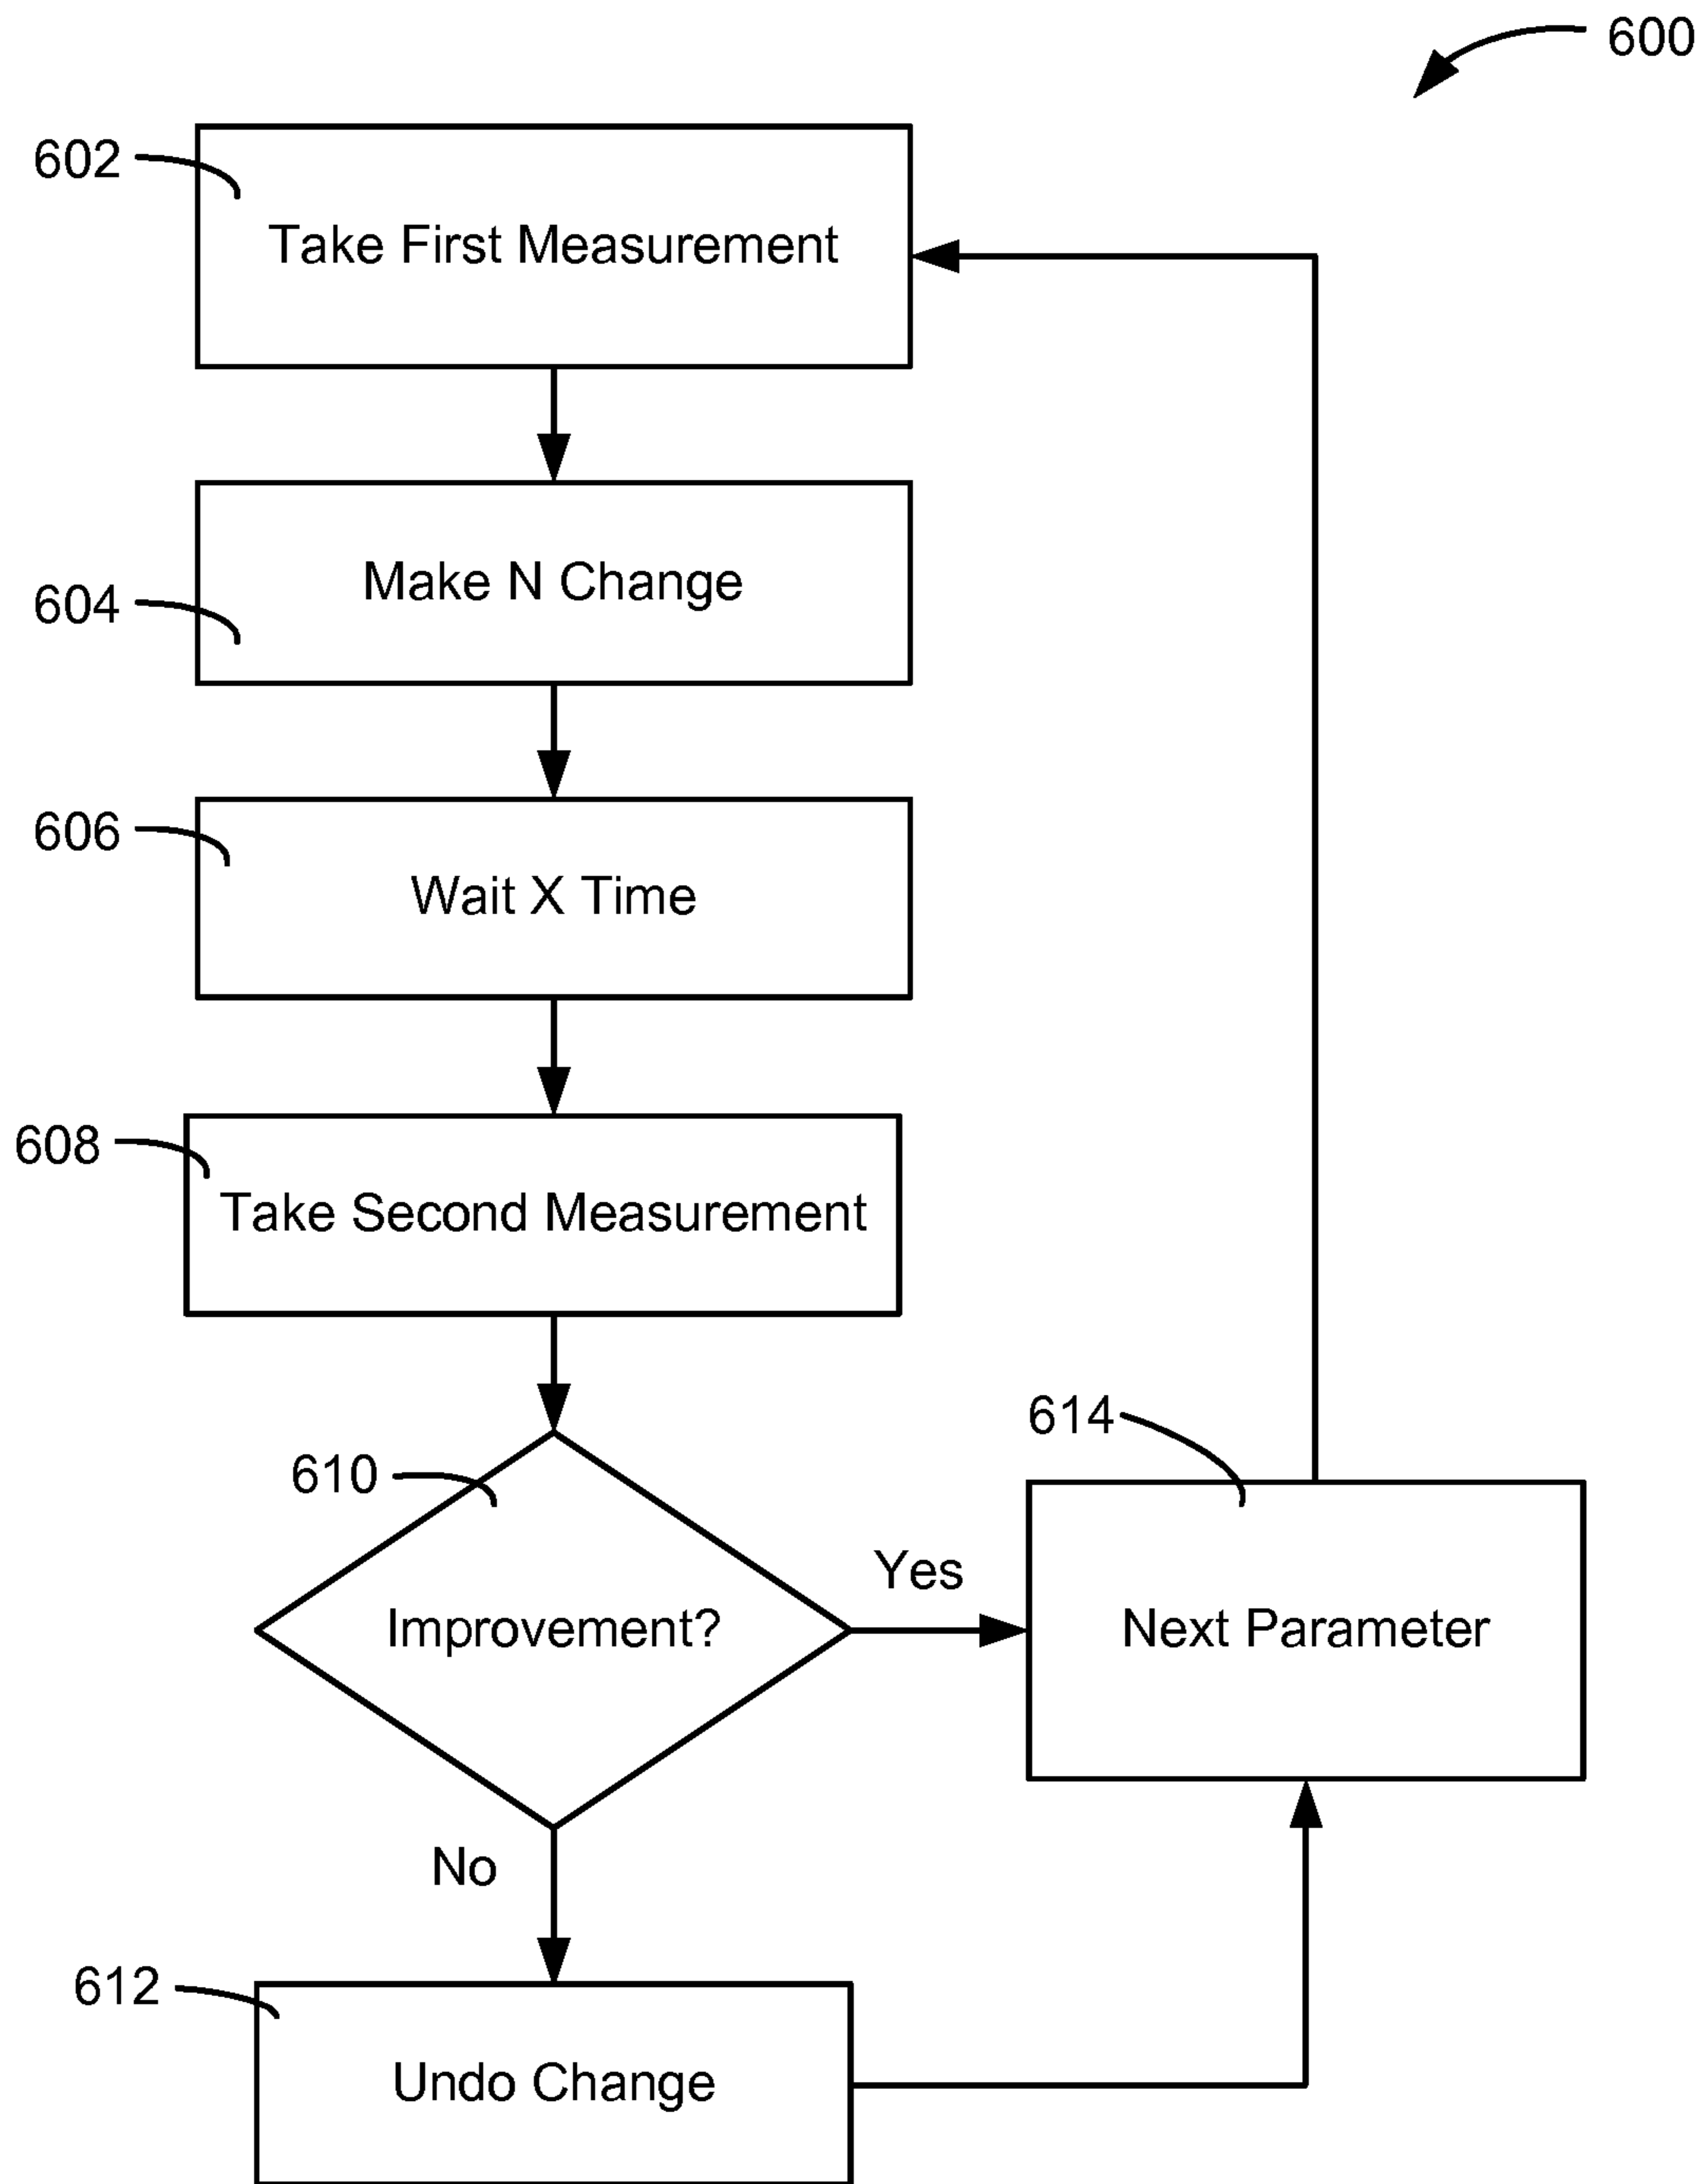 600
602
Take First Measurement
604
Make N Change
606
Wait X Time
608
Take Second Measurement
610
Improvement?
Yes
614
Next Parameter
No
612
Undo Change